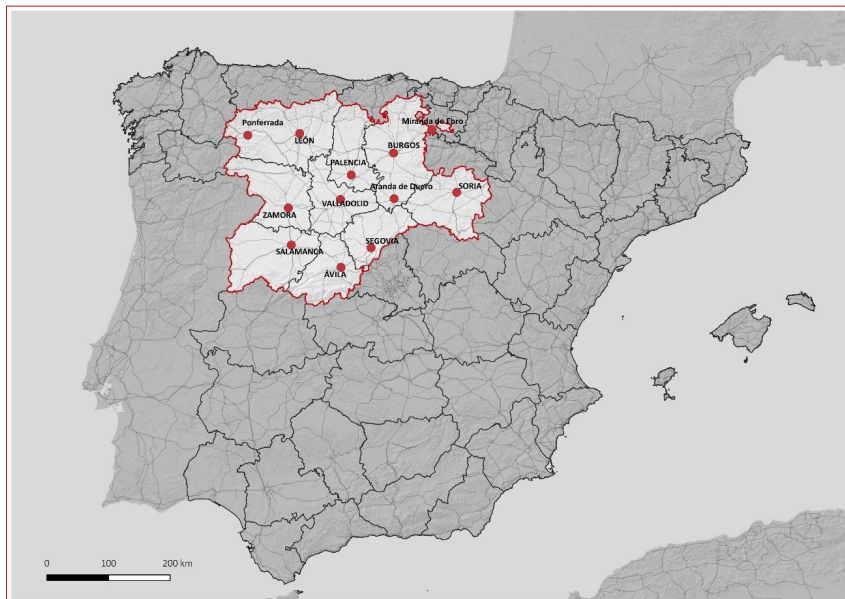 Miranda de Ebro
Ponferrada
LEÓN
BURGOS
PALENCIA
Aranda de Duero
SORIA
VALLADOLID
ZAMORA
SEGOVIA
SALAMANCA
ÁVILA
0 100 200 km